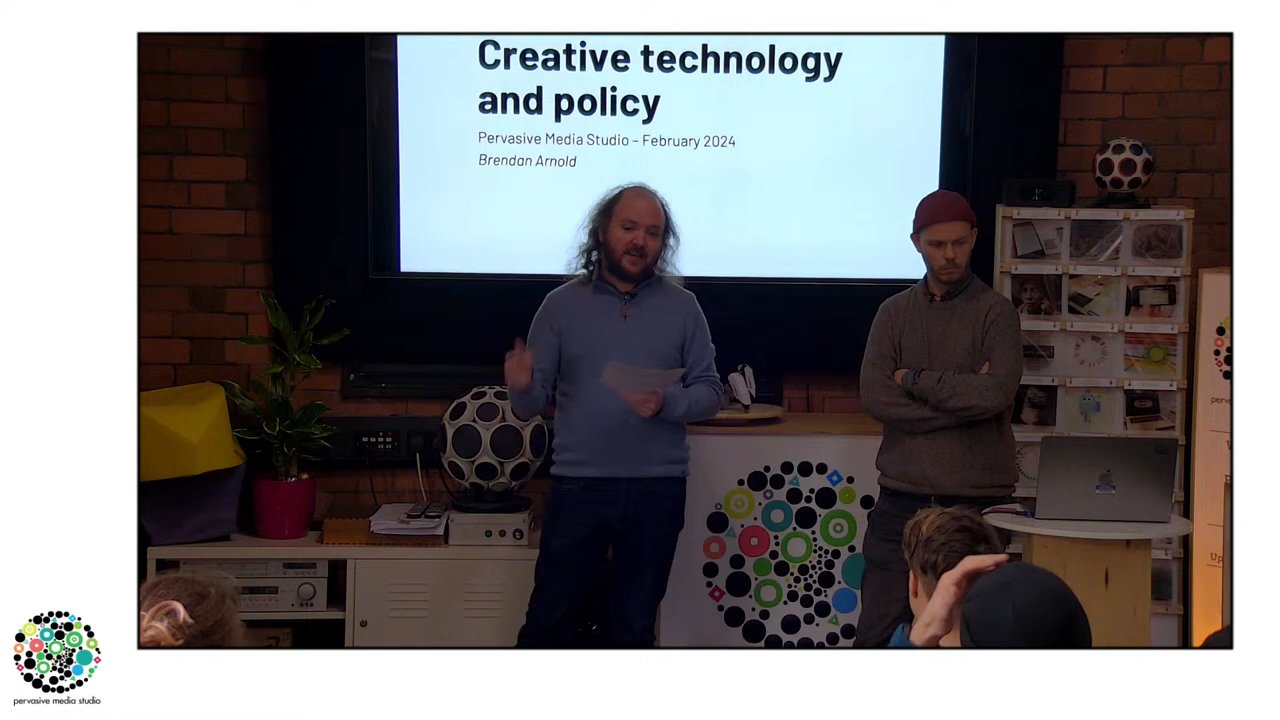 Creative technology
and policy
Pervasive Media Studio – February 2024
Brendan Arnold
pervasive media studio